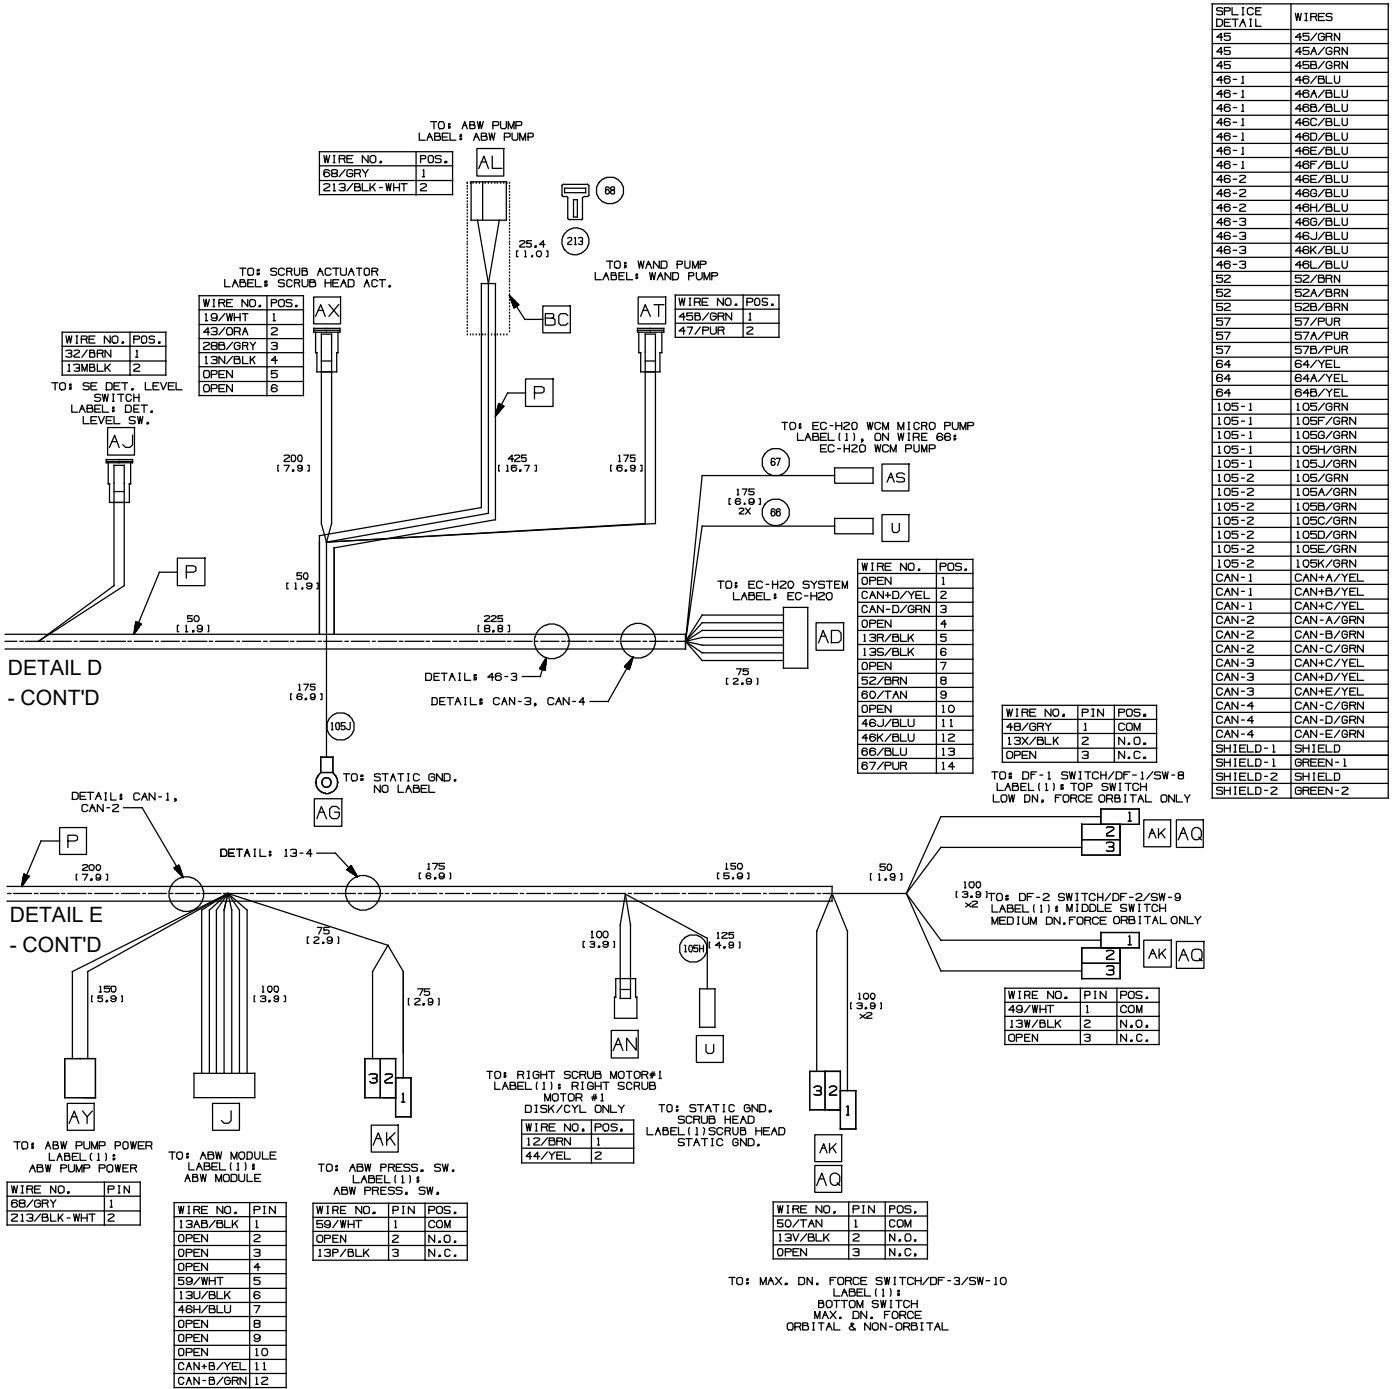 SPLICE DETAIL WIRES
45 45/GRN
45 45A/GRN
45 45B/GRN
46-1 46/BLU
46-1 46A/BLU
46-1 46B/BLU
46-1 46C/BLU
46-1 46D/BLU
46-1 46E/BLU
46-1 46F/BLU
46-2 46E/BLU
46-2 46G/BLU
46-2 46H/BLU
46-3 46G/BLU
46-3 46J/BLU
46-3 46K/BLU
46-3 46L/BLU
52 52/BRN
52 52A/BRN
52 52B/BRN
57 57/PUR
57 57A/PUR
57 57B/PUR
64 64/YEL
64 64A/YEL
64 64B/YEL
105-1 105/GRN
105-1 105F/GRN
105-1 105G/GRN
105-1 105H/GRN
105-1 105J/GRN
105-2 105/GRN
105-2 105A/GRN
105-2 105B/GRN
105-2 105C/GRN
105-2 105D/GRN
105-2 105E/GRN
105-2 105K/GRN
CAN-1 CAN+A/YEL
CAN-1 CAN+B/YEL
CAN-1 CAN+C/YEL
CAN-2 CAN-A/GRN
CAN-2 CAN-B/GRN
CAN-2 CAN-C/GRN
CAN-3 CAN+C/YEL
CAN-3 CAN+D/YEL
CAN-3 CAN+E/YEL
CAN-4 CAN-C/GRN
CAN-4 CAN-D/GRN
CAN-4 CAN-E/GRN
SHIELD-1 SHIELD
SHIELD-1 GREEN-1
SHIELD-2 SHIELD
SHIELD-2 GREEN-2
TO: ABW PUMP
LABEL: ABW PUMP
WIRE NO. POS.
68/GRY 1
213/BLK-WHT 2
AL
68
213
25.4
[1.0]
BC
TO: SCRUB ACTUATOR
LABEL: SCRUB HEAD ACT.
WIRE NO. POS.
19/WHT 1
43/ORA 2
28B/GRY 3
13N/BLK 4
OPEN 5
OPEN 6
AX
TO: WAND PUMP
LABEL: WAND PUMP
AT
WIRE NO. POS.
45B/GRN 1
47/PUR 2
WIRE NO. POS.
32/BRN 1
13MBLK 2
TO: SE DET. LEVEL
SWITCH
LABEL: DET.
LEVEL SW.
AJ
P
200
[7.9]
425
[16.7]
175
[6.9]
TO: EC-H2O WCM MICRO PUMP
LABEL(1), ON WIRE 66:
EC-H2O WCM PUMP
67
AS
175
[6.9]
2X
66
U
P
50
[1.9]
50
[1.9]
225
[8.8]
TO: EC-H2O SYSTEM
LABEL: EC-H2O
AD
75
[2.9]
WIRE NO. POS.
OPEN 1
CAN+D/YEL 2
CAN-D/GRN 3
OPEN 4
13R/BLK 5
13S/BLK 6
OPEN 7
52/BRN 8
60/TAN 9
OPEN 10
46J/BLU 11
46K/BLU 12
66/BLU 13
67/PUR 14
DETAIL D
- CONT'D
DETAIL: 46-3
DETAIL: CAN-3, CAN-4
175
[6.9]
105J
TO: STATIC GND.
NO LABEL
AG
WIRE NO. PIN POS.
48/GRY 1 COM
13X/BLK 2 N.O.
OPEN 3 N.C.
TO: DF-1 SWITCH/DF-1/SW-8
LABEL(1): TOP SWITCH
LOW DN. FORCE ORBITAL ONLY
1
2
3
AK AQ
DETAIL: CAN-1,
CAN-2
P
DETAIL: 13-4
200
[7.9]
175
[6.9]
150
[5.9]
50
[1.9]
100
[3.9]
x2
TO: DF-2 SWITCH/DF-2/SW-9
LABEL(1): MIDDLE SWITCH
MEDIUM DN.FORCE ORBITAL ONLY
1
2
3
AK AQ
WIRE NO. PIN POS.
49/WHT 1 COM
13W/BLK 2 N.O.
OPEN 3 N.C.
DETAIL E
- CONT'D
150
[5.9]
100
[3.9]
75
[2.9]
75
[2.9]
100
[3.9]
105H
125
[4.9]
100
[3.9]
x2
AY
TO: ABW PUMP POWER
LABEL(1):
ABW PUMP POWER
WIRE NO. PIN
68/GRY 1
213/BLK-WHT 2
J
TO: ABW MODULE
LABEL(1):
ABW MODULE
WIRE NO. PIN
13AB/BLK 1
OPEN 2
OPEN 3
OPEN 4
59/WHT 5
13U/BLK 6
46H/BLU 7
OPEN 8
OPEN 9
OPEN 10
CAN+B/YEL 11
CAN-B/GRN 12
3 2
1
AK
TO: ABW PRESS. SW.
LABEL(1):
ABW PRESS. SW.
WIRE NO. PIN POS.
59/WHT 1 COM
OPEN 2 N.O.
13P/BLK 3 N.C.
AN
TO: RIGHT SCRUB MOTOR#1
LABEL(1): RIGHT SCRUB
MOTOR #1
DISK/CYL ONLY
WIRE NO. POS.
12/BRN 1
44/YEL 2
U
TO: STATIC GND.
SCRUB HEAD
LABEL(1)SCRUB HEAD
STATIC GND.
3 2
1
AK
AQ
WIRE NO. PIN POS.
50/TAN 1 COM
13V/BLK 2 N.O.
OPEN 3 N.C.
TO: MAX. DN. FORCE SWITCH/DF-3/SW-10
LABEL(1):
BOTTOM SWITCH
MAX. DN. FORCE
ORBITAL & NON-ORBITAL